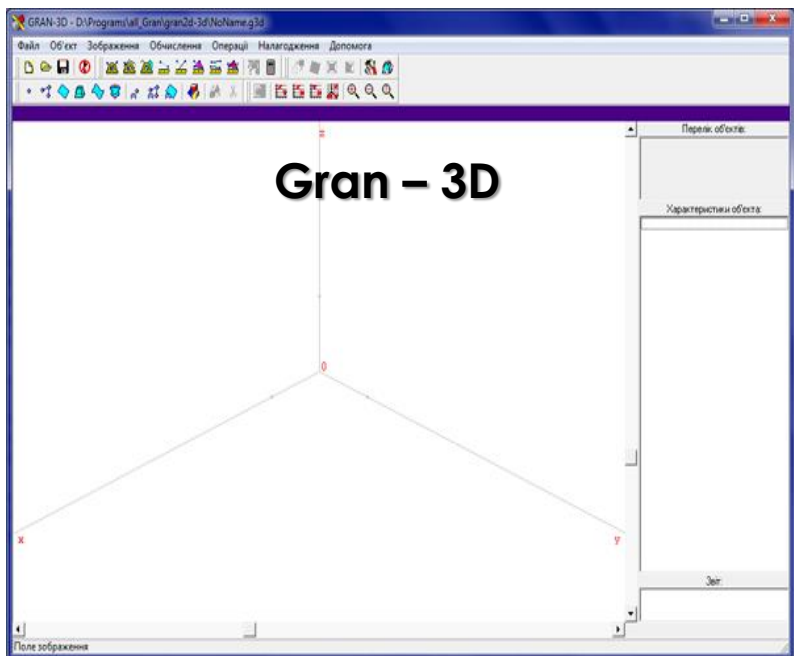 GRAN-3D - D:\Programs\all_Gran\gran2d-3d\NoName.g3d
Файл Об'єкт Зображення Обчислення Операції Налагодження Допомога
z
Перелік об'єктів:
Gran – 3D
Характеристики об'єкта:
0
x
y
Звіт:
Поле зображення